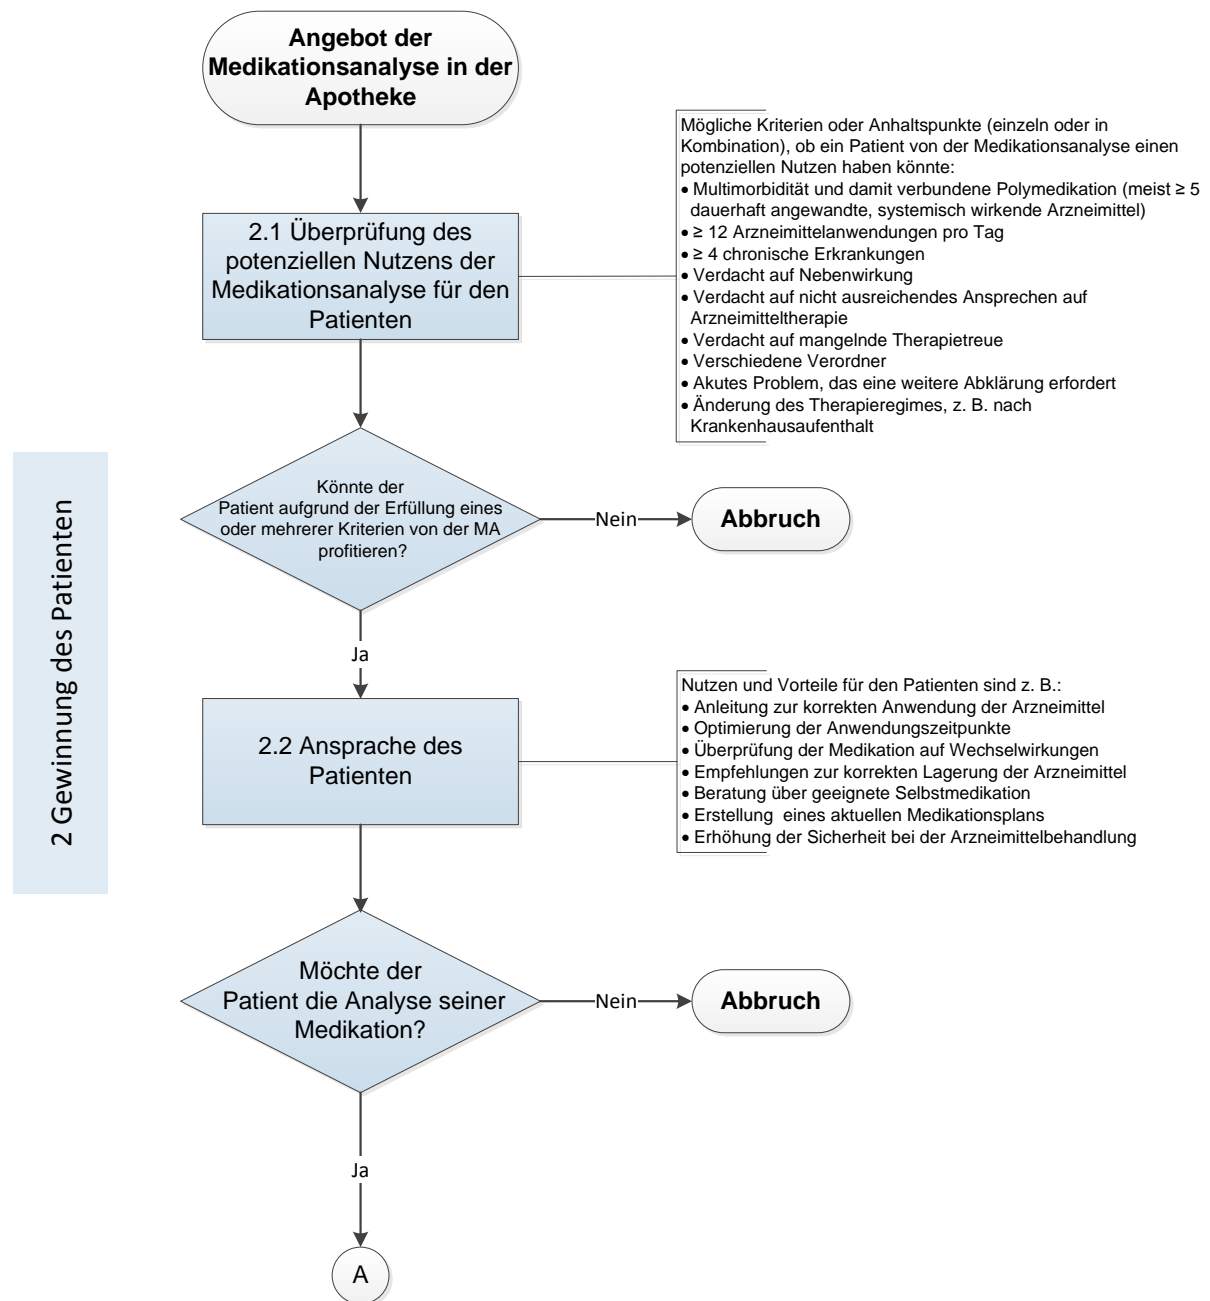 Angebot der
Medikationsanalyse in der
Apotheke
Mögliche Kriterien oder Anhaltspunkte (einzeln oder in
Kombination), ob ein Patient von der Medikationsanalyse einen
potenziellen Nutzen haben könnte:
• Multimorbidität und damit verbundene Polymedikation (meist ≥ 5
dauerhaft angewandte, systemisch wirkende Arzneimittel)
• ≥ 12 Arzneimittelanwendungen pro Tag
• ≥ 4 chronische Erkrankungen
• Verdacht auf Nebenwirkung
• Verdacht auf nicht ausreichendes Ansprechen auf
Arzneimitteltherapie
• Verdacht auf mangelnde Therapietreue
• Verschiedene Verordner
• Akutes Problem, das eine weitere Abklärung erfordert
• Änderung des Therapieregimes, z. B. nach
Krankenhausaufenthalt
2.1 Überprüfung des
potenziellen Nutzens der
Medikationsanalyse für den
Patienten
2 Gewinnung des Patienten
Könnte der
Patient aufgrund der Erfüllung eines
oder mehrerer Kriterien von der MA
profitieren?
Nein
Abbruch
Ja
2.2 Ansprache des
Patienten
Nutzen und Vorteile für den Patienten sind z. B.:
• Anleitung zur korrekten Anwendung der Arzneimittel
• Optimierung der Anwendungszeitpunkte
• Überprüfung der Medikation auf Wechselwirkungen
• Empfehlungen zur korrekten Lagerung der Arzneimittel
• Beratung über geeignete Selbstmedikation
• Erstellung  eines aktuellen Medikationsplans
• Erhöhung der Sicherheit bei der Arzneimittelbehandlung
Möchte der
Patient die Analyse seiner
Medikation?
Nein
Abbruch
Ja
A